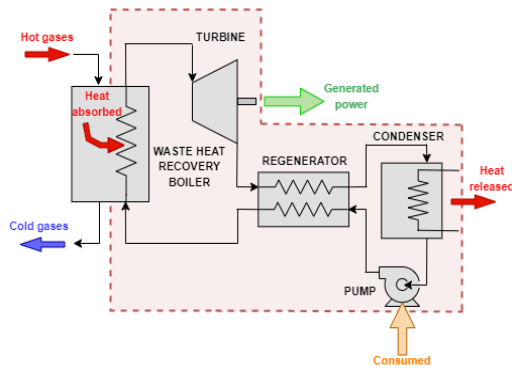 Hot gases
TURBINE
Heat
absorbed
Generated
power
WASTE HEAT
RECOVERY
BOILER
CONDENSER
REGENERATOR
Heat
released
Cold gases
PUMP
Consumed